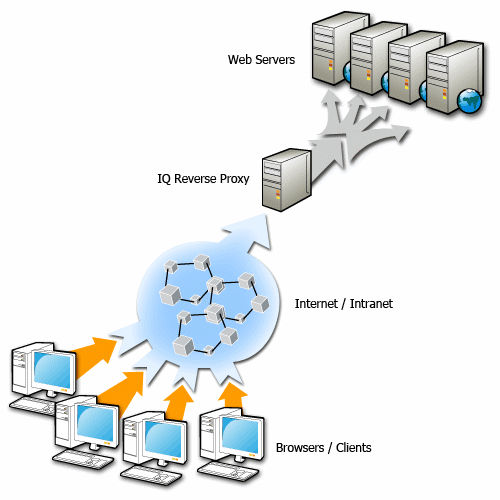 Web Servers
IQ Reverse Proxy
Internet / Intranet
Browsers / Clients